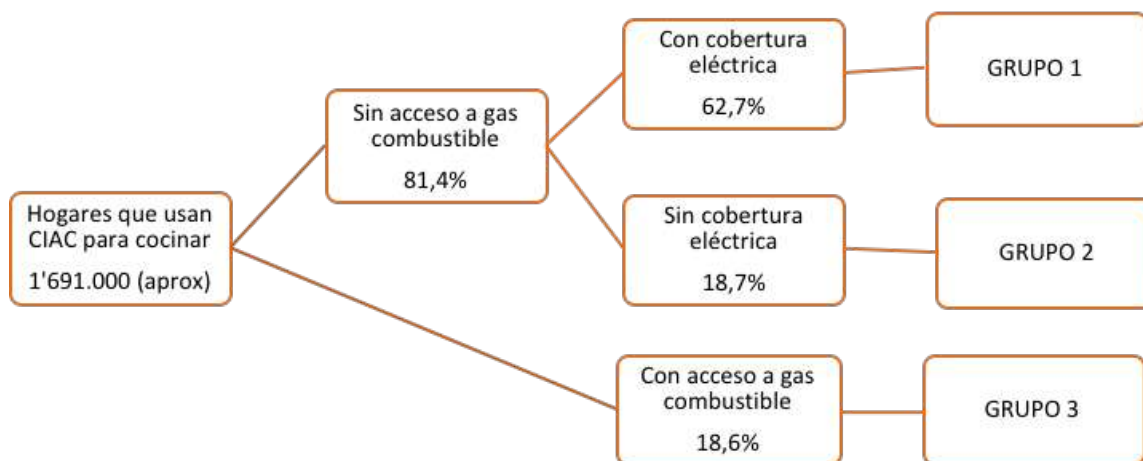 Hogares que usan
CIAC para cocinar
1'691.000 (aprox)
Sin acceso a gas
combustible
81,4%
Con cobertura
eléctrica
62,7%
GRUPO 1
Sin cobertura
eléctrica
18,7%
GRUPO 2
Con acceso a gas
combustible
18,6%
GRUPO 3